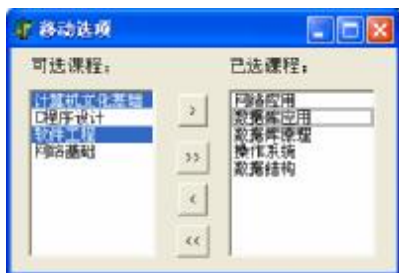 移动选项
可选课程：
已选课程：
计算机文化基础
C程序设计
软件工程
网络基础
>
>>
<
<<
网络应用
数据库应用
数据库原理
操作系统
数据结构